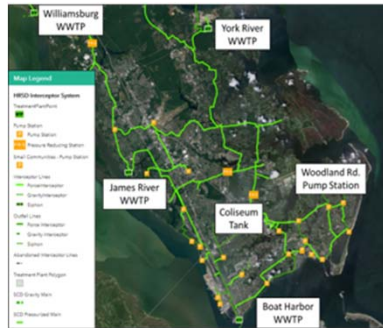 Williamsburg
WWTP
York River
WWTP
Map Legend
HRSD Interceptor System
TreatmentPlantPoint
Pump Station
Pump Station
Pressure Reducing Station
Small Communities - Pump Station
Interceptor Lines
Force Interceptor
Gravity Interceptor
Siphon
Outfall Lines
Force Interceptor
Gravity Interceptor
Siphon
Abandoned Interceptor Lines
Treatment Plant Polygon
SCD Gravity Main
SCD Pressurized Main
James River
WWTP
Woodland Rd.
Pump Station
Coliseum
Tank
Boat Harbor
WWTP